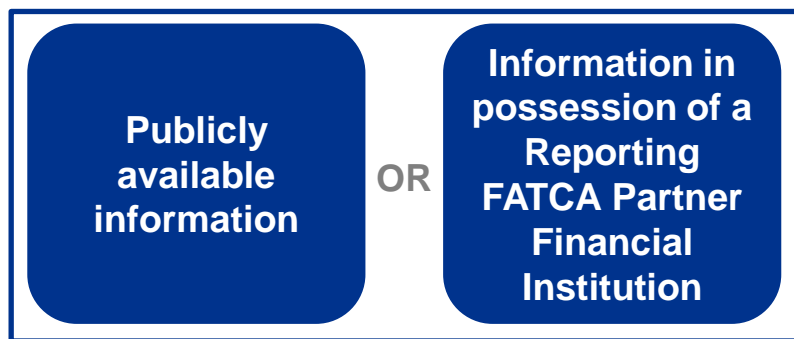 Publicly
available
information
OR
Information in
possession of a
Reporting
FATCA Partner
Financial
Institution